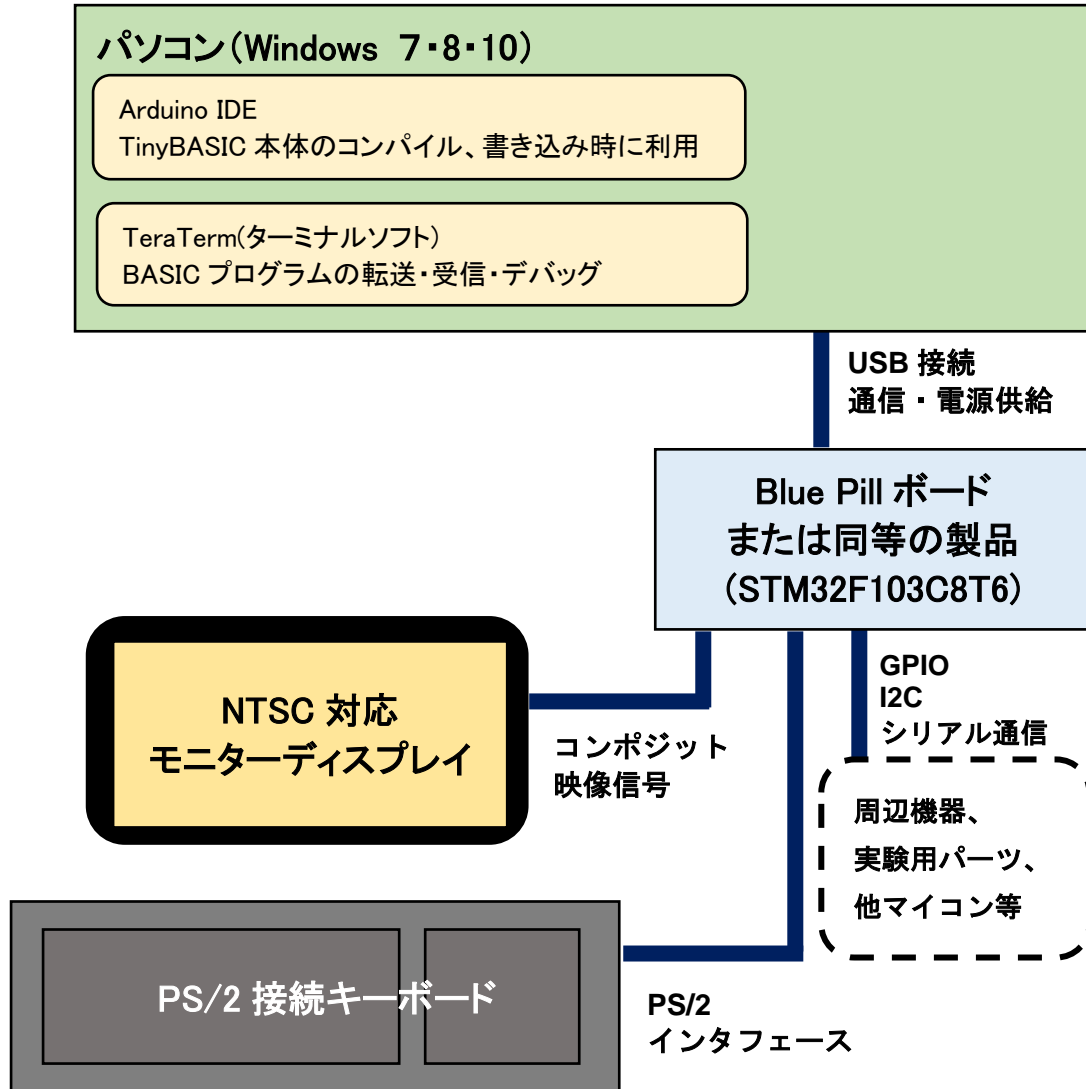 パソコン(Windows 7・8・10)
Arduino IDE
TinyBASIC 本体のコンパイル、書き込み時に利用
TeraTerm(ターミナルソフト)
BASIC プログラムの転送・受信・デバッグ
USB 接続
通信・電源供給
Blue Pill ボード
または同等の製品
(STM32F103C8T6)
NTSC 対応
モニターディスプレイ
コンポジット
映像信号
GPIO
I2C
シリアル通信
周辺機器、
実験用パーツ、
他マイコン等
PS/2 接続キーボード
PS/2
インタフェース